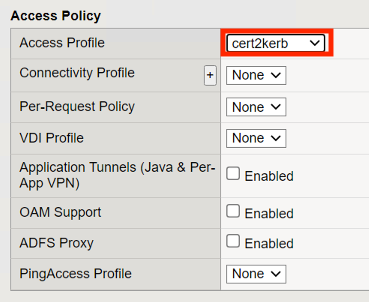 Access Policy
Access Profile
cert2kerb
Connectivity Profile
+
None
Per-Request Policy
None
VDI Profile
None
Application Tunnels (Java & Per-
App VPN)
Enabled
OAM Support
Enabled
ADFS Proxy
Enabled
PingAccess Profile
None